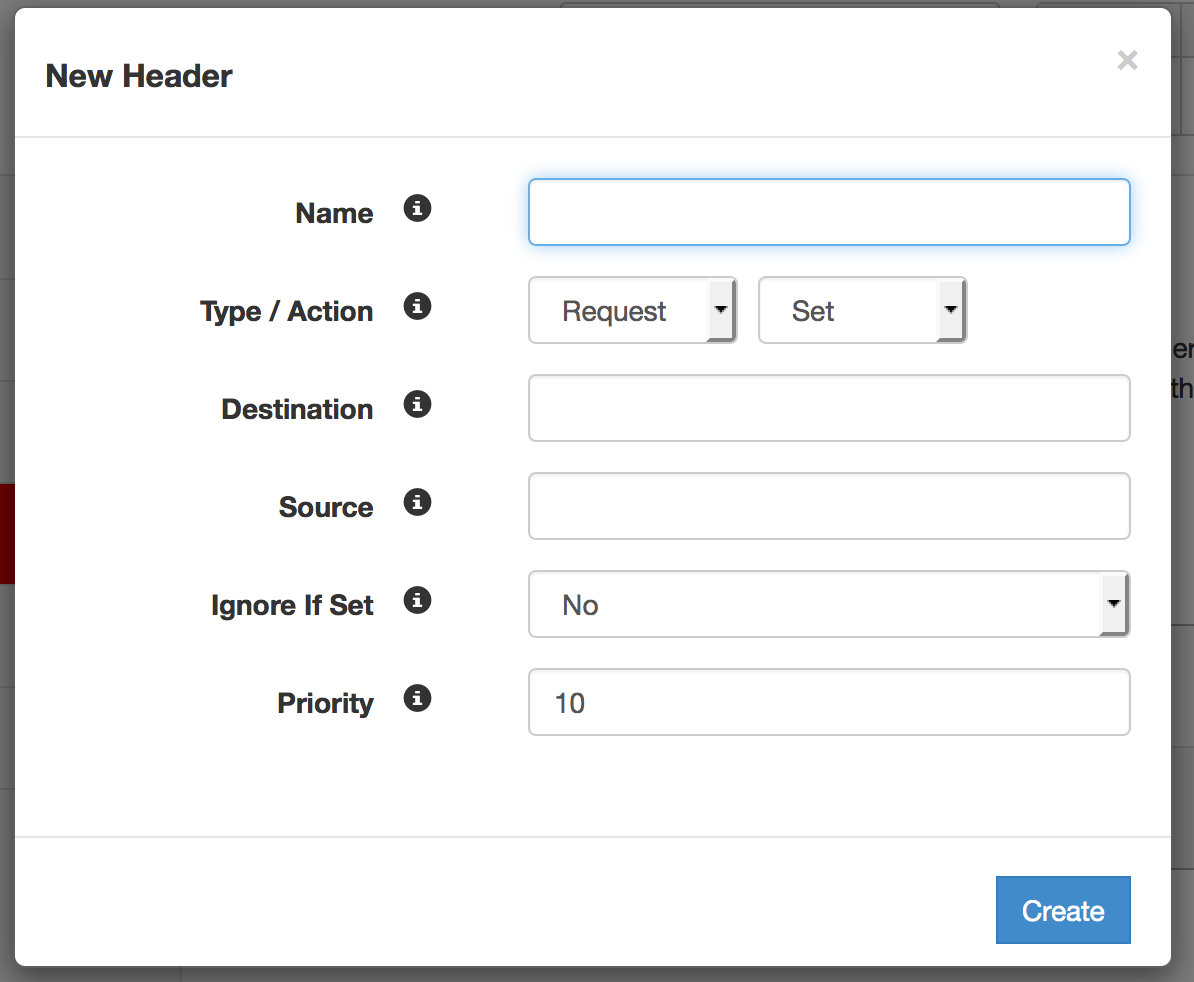 New Header ×
Name
Type / Action Request Set
Destination
Source
Ignore If Set No
Priority 10
Create
er
th